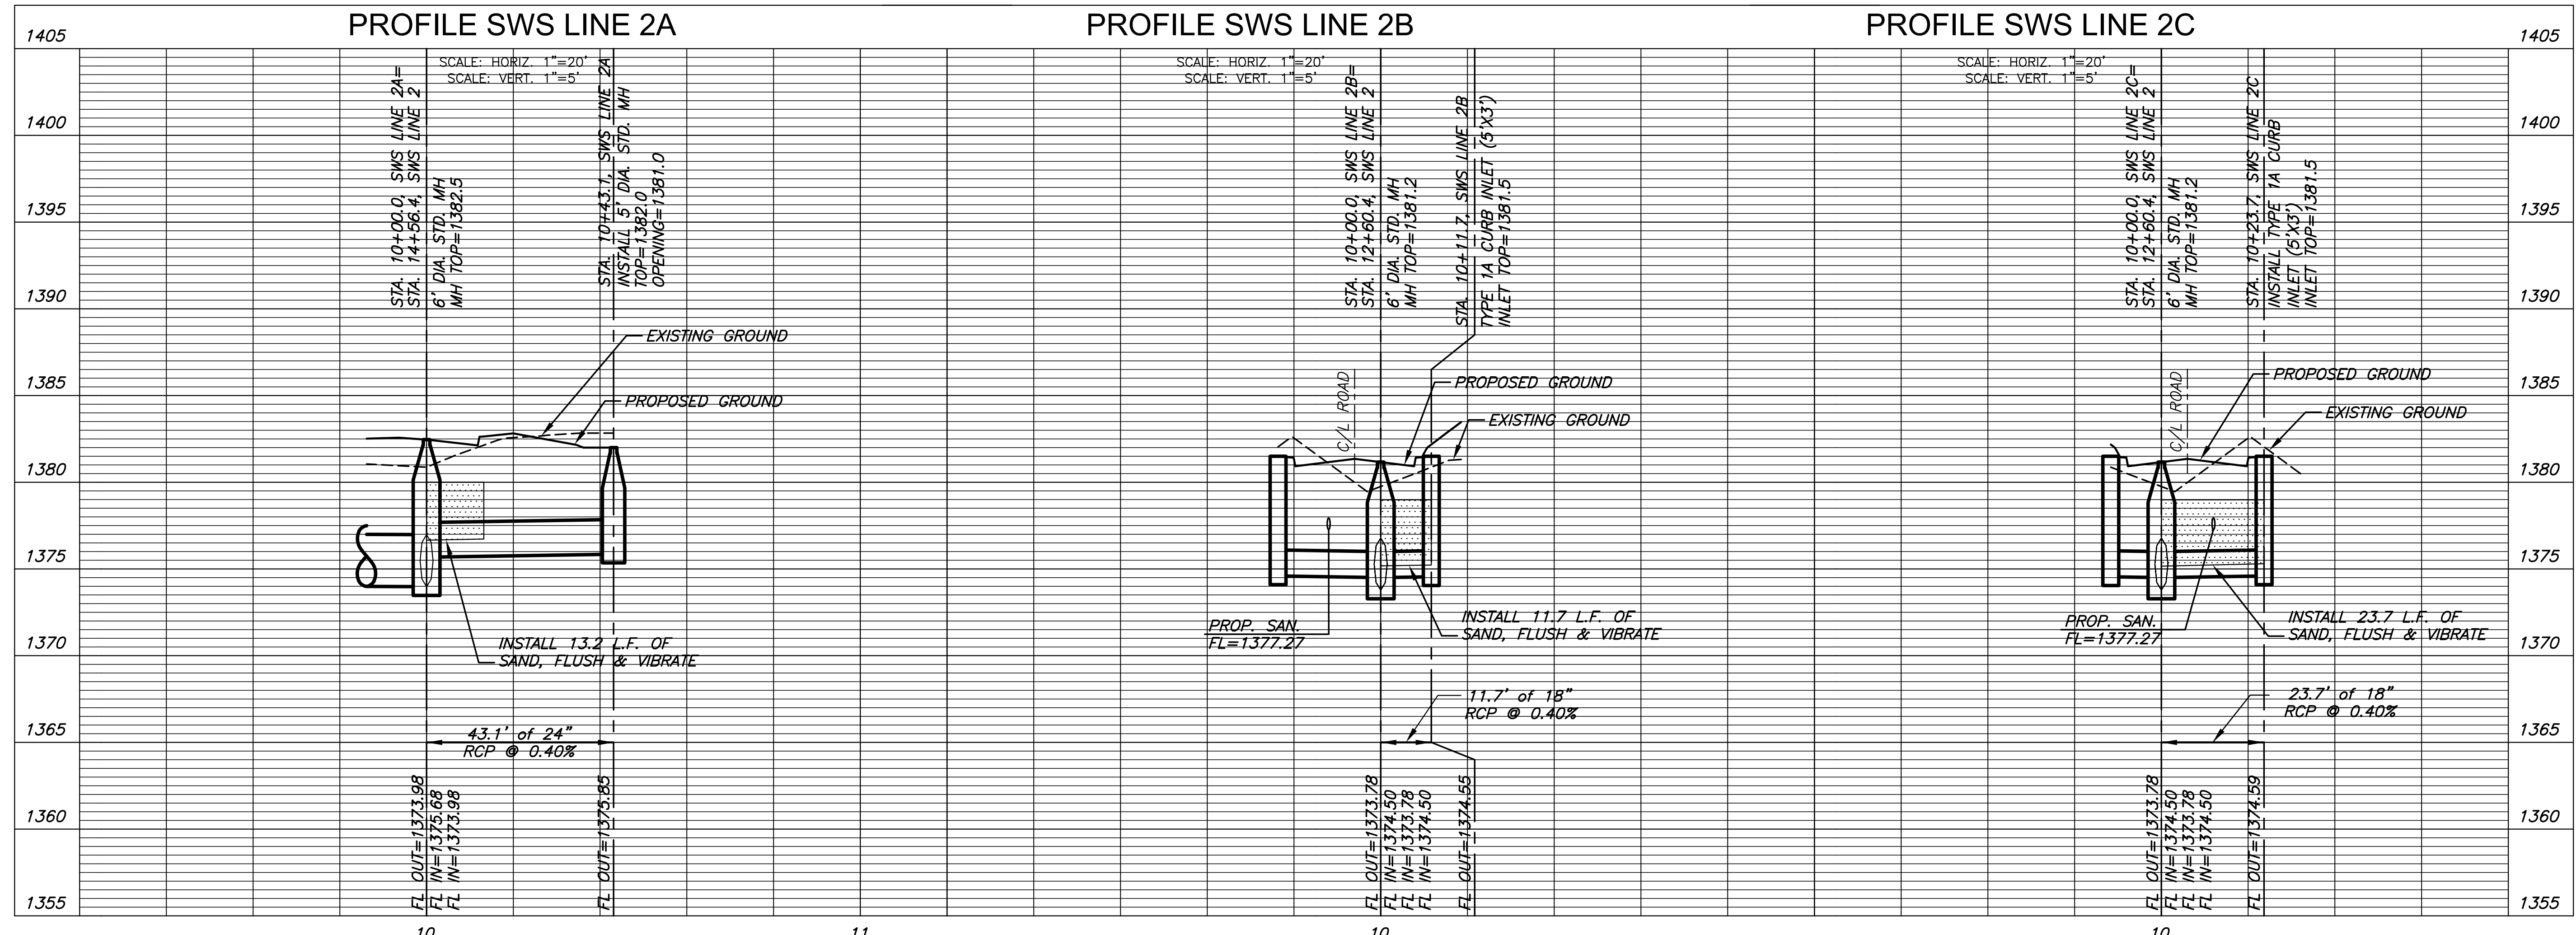 PROFILE SWS LINE 2A
PROFILE SWS LINE 2B
PROFILE SWS LINE 2C
1405
1400
1395
1390
1385
1380
1375
1370
1365
1360
1355
SCALE: HORIZ. 1"=20'
SCALE: VERT. 1"=5'
STA. 10+00.0, SWS LINE 2A=
STA. 14+56.4, SWS LINE 2
6' DIA. STD. MH
MH TOP=1382.5
STA. 10+43.1, SWS LINE 2A
INSTALL 5' DIA. STD. MH
TOP=1382.0
OPENING=1381.0
EXISTING GROUND
PROPOSED GROUND
INSTALL 13.2 L.F. OF
SAND, FLUSH & VIBRATE
43.1' of 24"
RCP @ 0.40%
FL OUT=1373.98
FL IN=1375.68
FL IN=1373.98
FL OUT=1375.85
10
11
SCALE: HORIZ. 1"=20'
SCALE: VERT. 1"=5'
STA. 10+00.0, SWS LINE 2B=
STA. 12+60.4, SWS LINE 2
6' DIA. STD. MH
MH TOP=1381.2
STA. 10+11.7, SWS LINE 2B
TYPE 1A CURB INLET (5'X3')
INLET TOP=1381.5
C/L ROAD
PROPOSED GROUND
EXISTING GROUND
PROP. SAN.
FL=1377.27
INSTALL 11.7 L.F. OF
SAND, FLUSH & VIBRATE
11.7' of 18"
RCP @ 0.40%
FL OUT=1373.78
FL IN=1374.50
FL IN=1373.78
FL IN=1374.50
FL OUT=1374.55
10
SCALE: HORIZ. 1"=20'
SCALE: VERT. 1"=5'
STA. 10+00.0, SWS LINE 2C=
STA. 12+60.4, SWS LINE 2
6' DIA. STD. MH
MH TOP=1381.2
STA. 10+23.7, SWS LINE 2C
INSTALL TYPE 1A CURB
INLET (5'X3')
INLET TOP=1381.5
C/L ROAD
PROPOSED GROUND
EXISTING GROUND
PROP. SAN.
FL=1377.27
INSTALL 23.7 L.F. OF
SAND, FLUSH & VIBRATE
23.7' of 18"
RCP @ 0.40%
FL OUT=1373.78
FL IN=1374.50
FL IN=1373.78
FL IN=1374.50
FL OUT=1374.59
10
1405
1400
1395
1390
1385
1380
1375
1370
1365
1360
1355